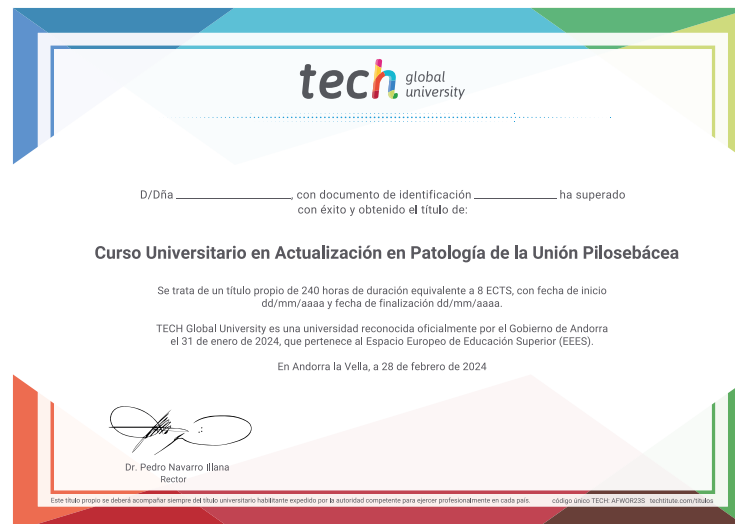 tech global university
D/Dña ______________, con documento de identificación ______________ ha superado
con éxito y obtenido el título de:
Curso Universitario en Actualización en Patología de la Unión Pilosebácea
Se trata de un título propio de 240 horas de duración equivalente a 8 ECTS, con fecha de inicio
dd/mm/aaaa y fecha de finalización dd/mm/aaaa.
TECH Global University es una universidad reconocida oficialmente por el Gobierno de Andorra
el 31 de enero de 2024, que pertenece al Espacio Europeo de Educación Superior (EEES).
En Andorra la Vella, a 28 de febrero de 2024
Dr. Pedro Navarro Illana
Rector
Este título propio se deberá acompañar siempre del título universitario habilitante expedido por la autoridad competente para ejercer profesionalmente en cada país. código único TECH: AFWOR23S techtitute.com/titulos